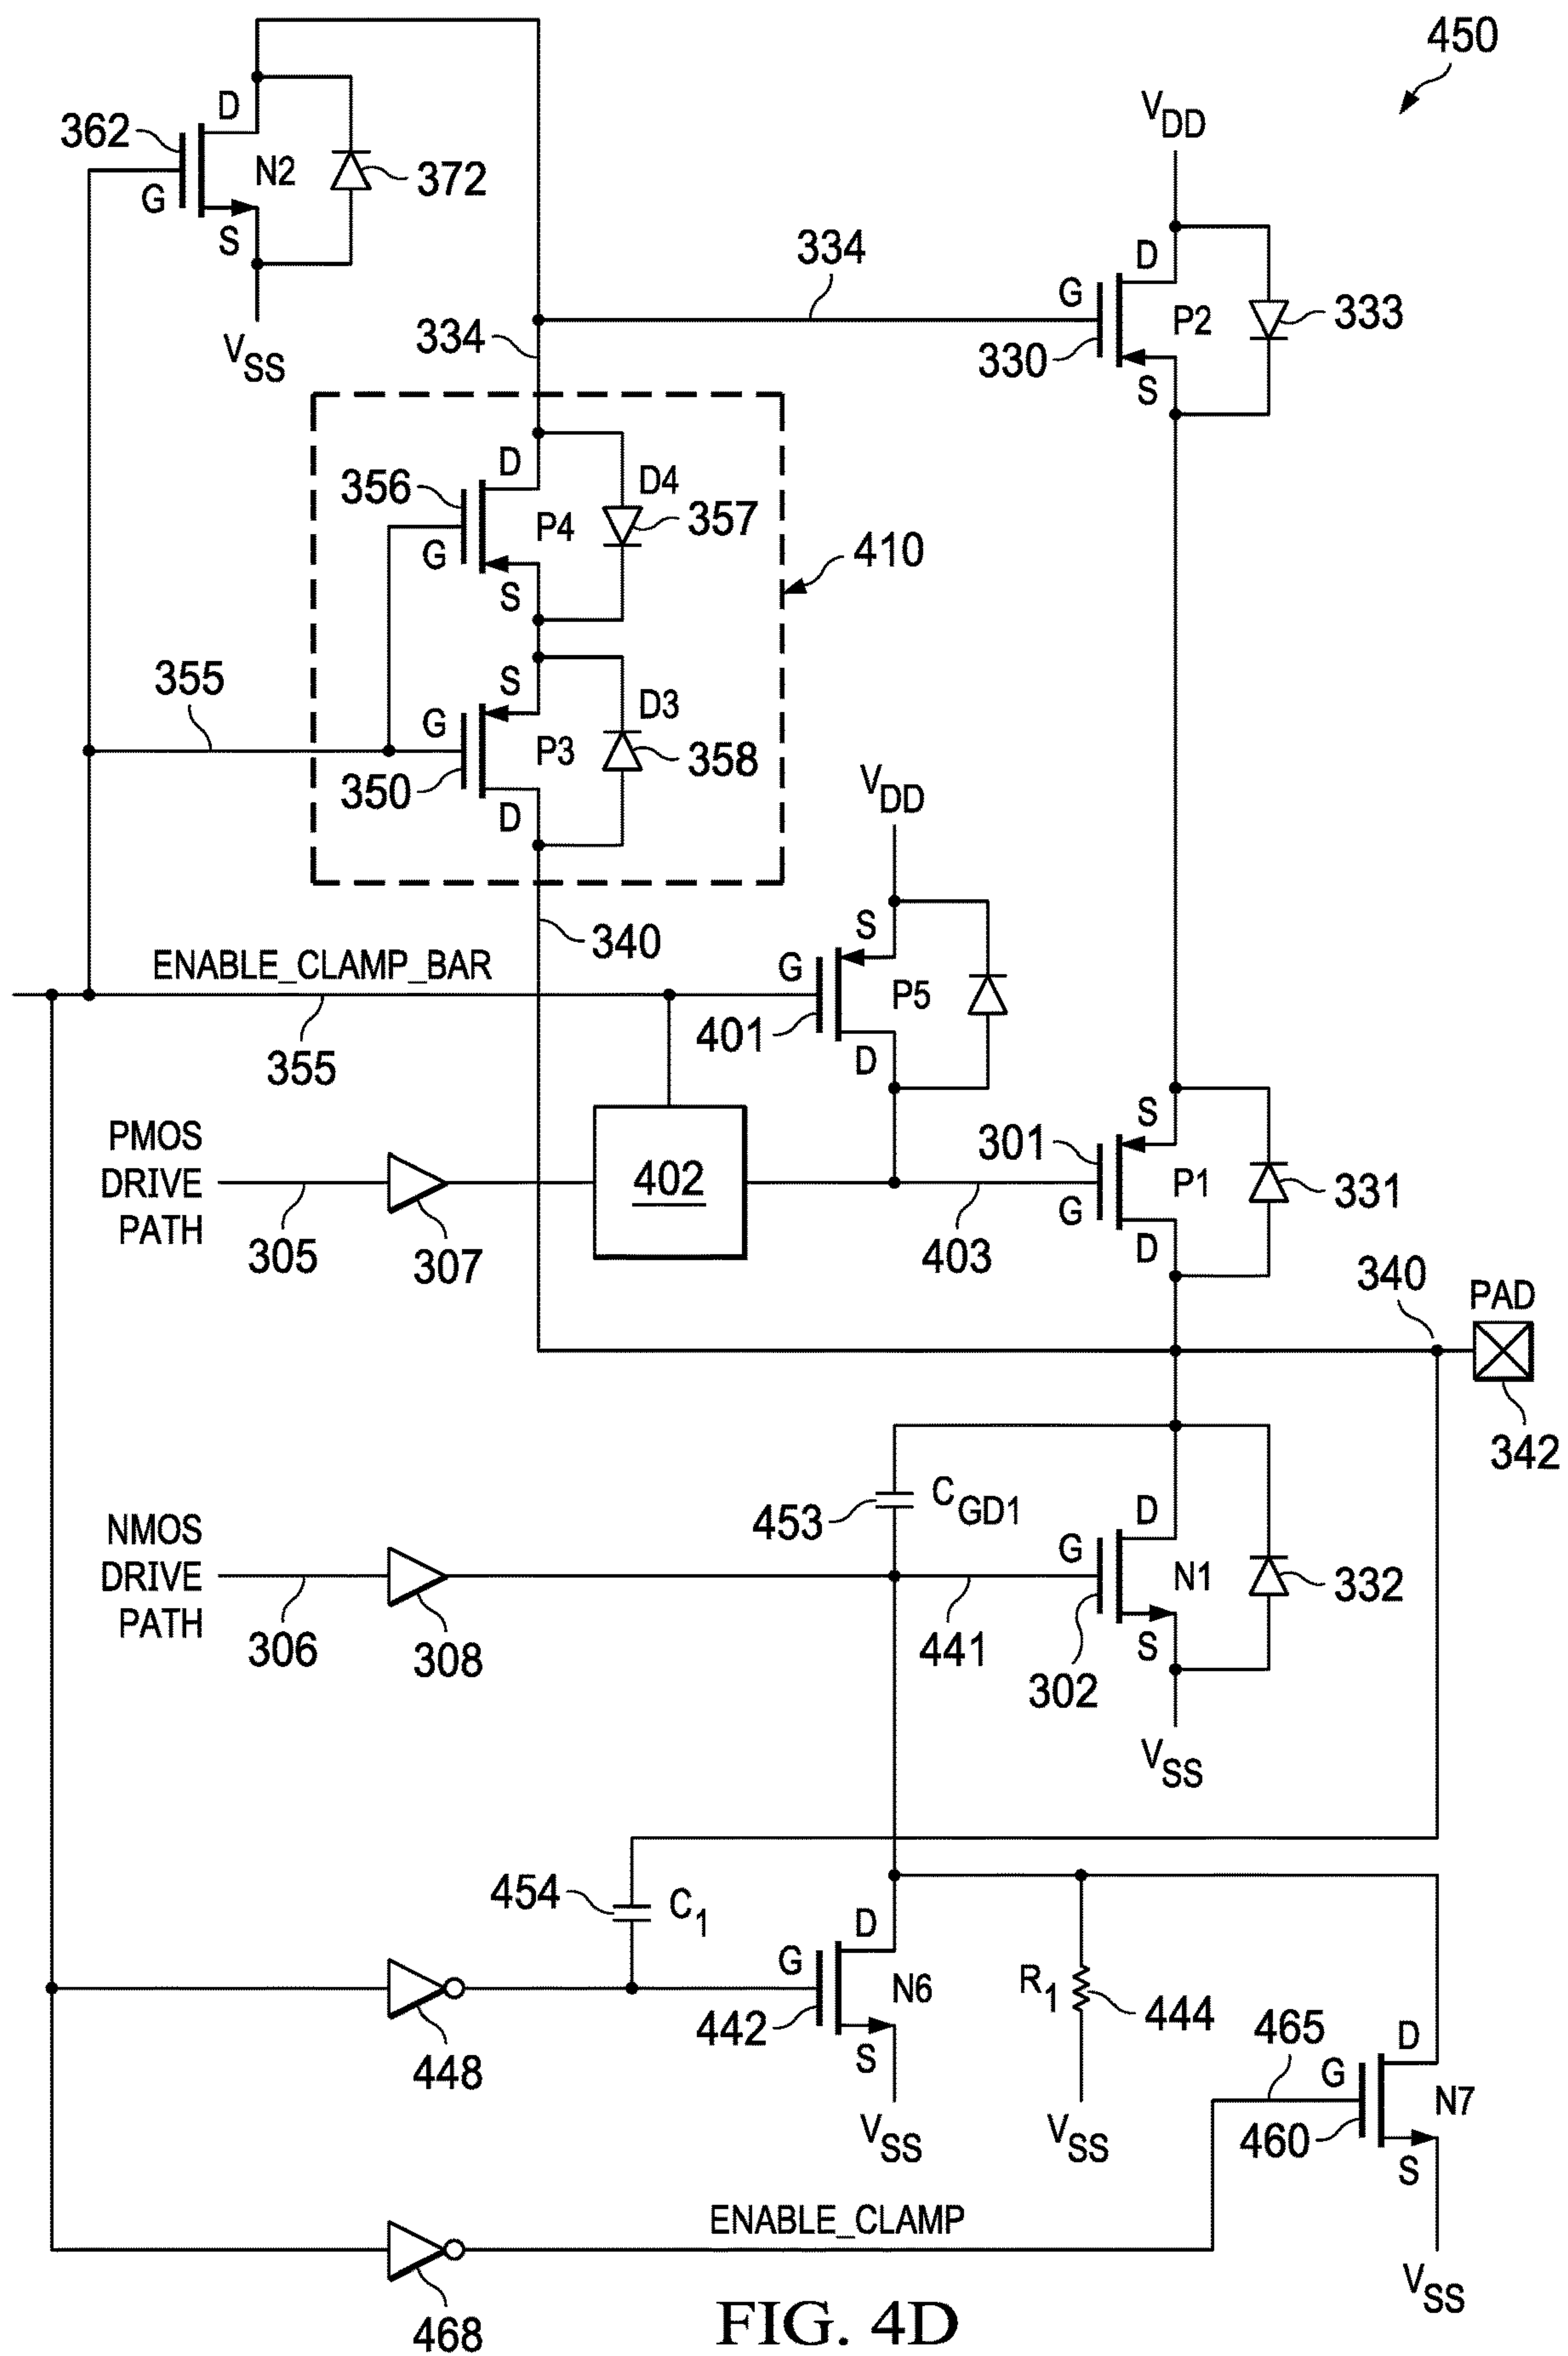 450
VDD
D
362
N2
372
G
S
VSS
334
334
D
G
P2
333
330
S
D
D4
356
P4
357
G
410
S
355
S
D3
G
P3
358
350
D
VDD
340
S
ENABLE_CLAMP_BAR
G
P5
401
D
355
PMOS
DRIVE
PATH
305
307
402
403
301
S
P1
331
G
D
340
PAD
342
453
CGD1
D
NMOS
DRIVE
PATH
306
308
G
N1
332
441
302
S
VSS
454
C1
D
G
N6
442
S
VSS
R1
444
VSS
448
465
D
G
N7
460
S
VSS
ENABLE_CLAMP
468
FIG. 4D